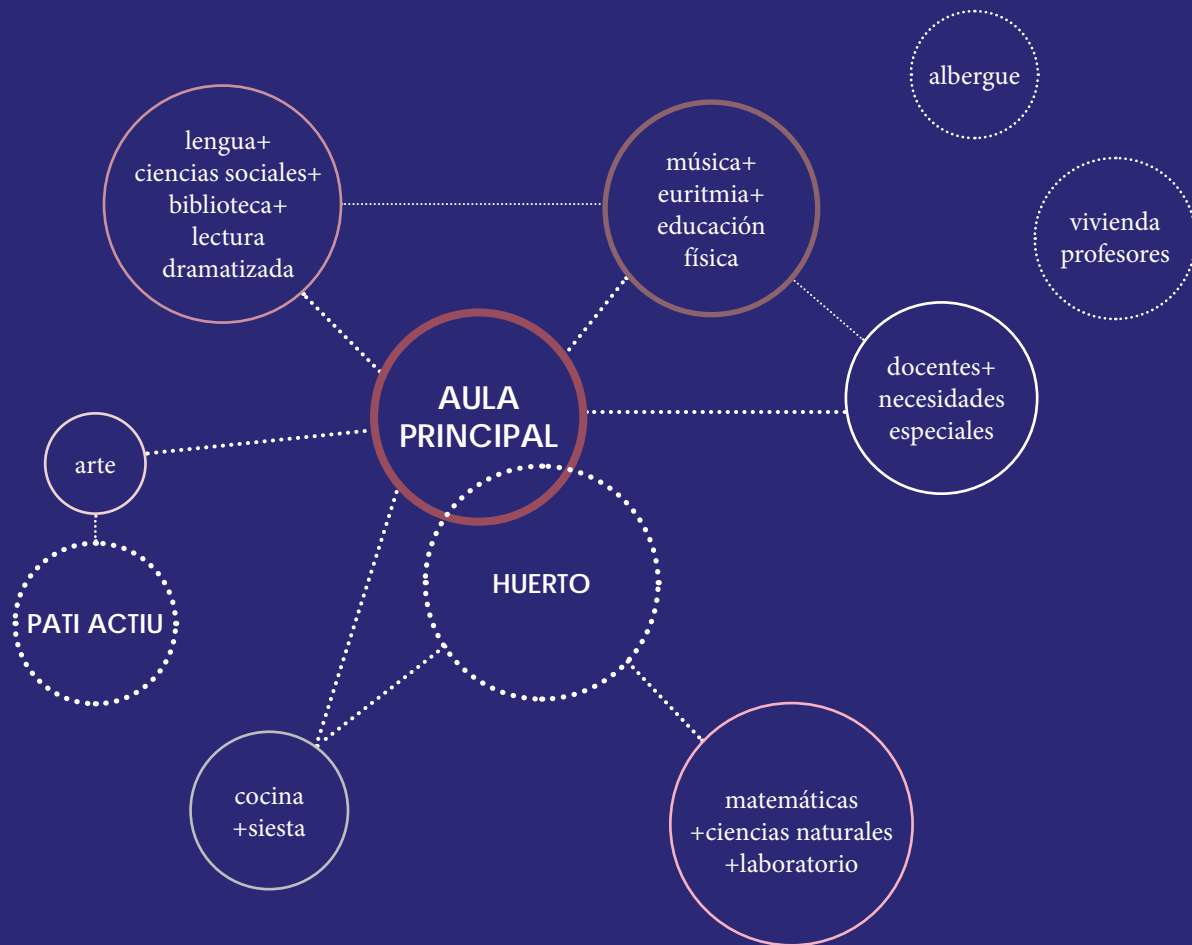 albergue
lengua+
ciencias sociales+
biblioteca+
lectura
dramatizada
música+
euritmia+
educación
física
vivienda
profesores
docentes+
necesidades
especiales
AULA
PRINCIPAL
arte
HUERTO
PATI ACTIU
cocina
+siesta
matemáticas
+ciencias naturales
+laboratorio